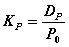 K_P = D_P / P_0